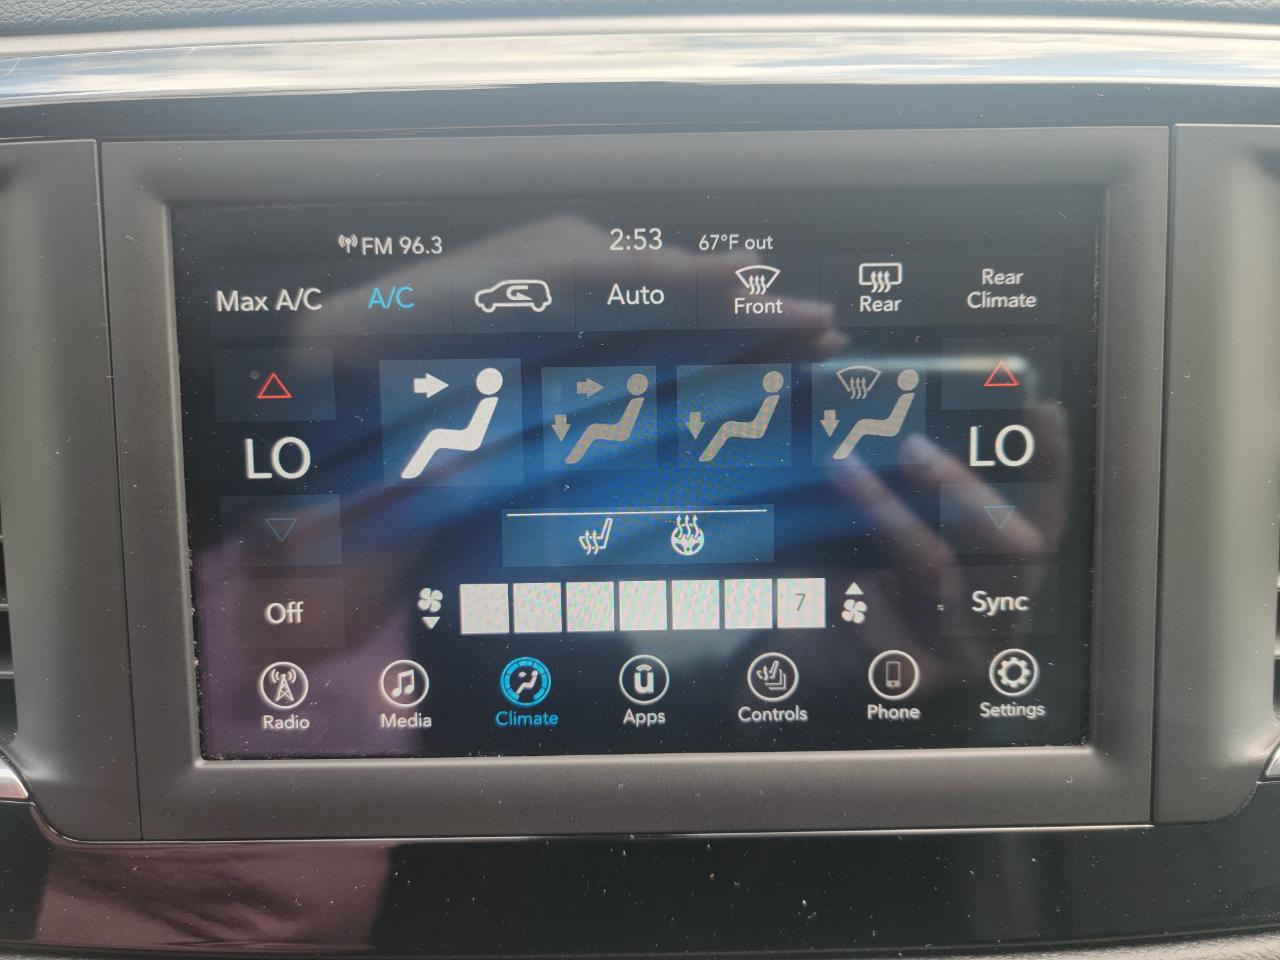 FM 96.3
2:53
67°F out
Max A/C
A/C
Auto
Front
Rear
Rear
Climate
LO
LO
Off
7
Sync
Radio
Media
Climate
Apps
Controls
Phone
Settings